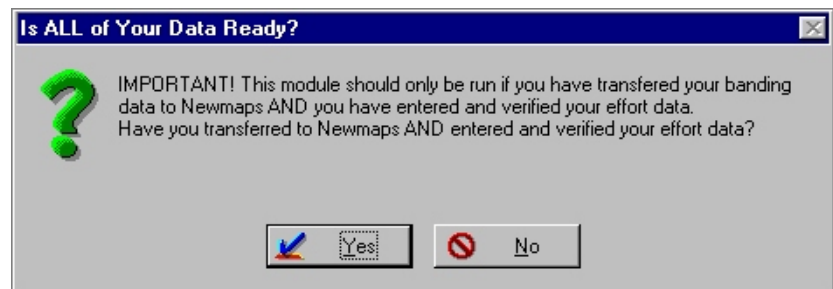 Is ALL of Your Data Ready?
IMPORTANT! This module should only be run if you have transfered your banding
data to Newmaps AND you have entered and verified your effort data.
Have you transferred to Newmaps AND entered and verified your effort data?
Yes
No